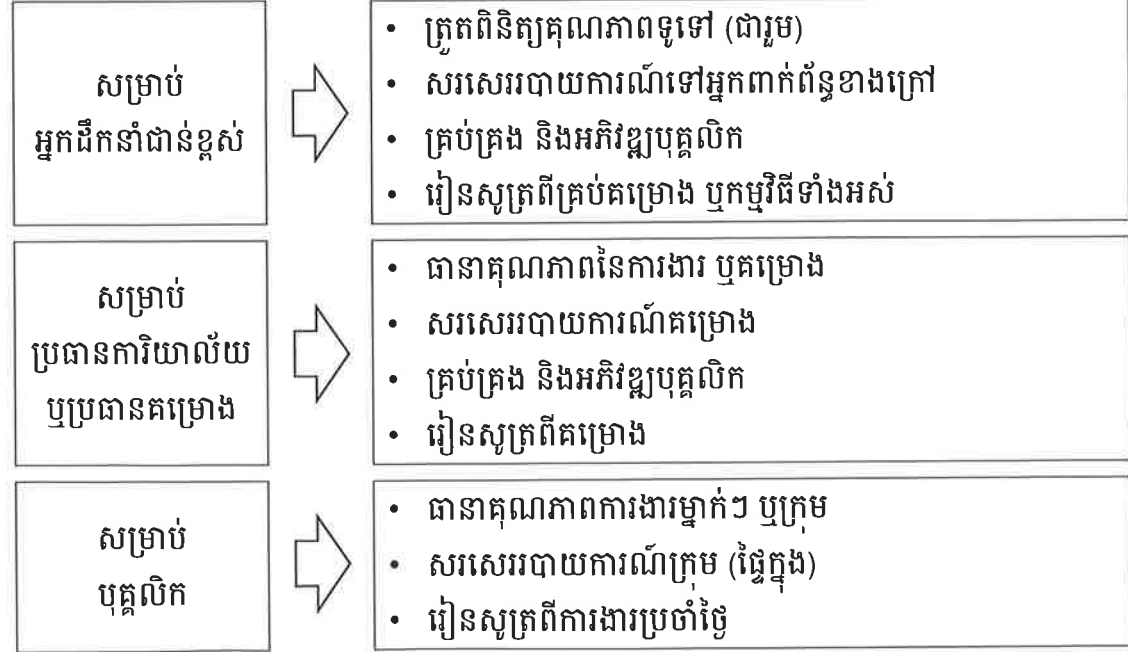 សម្រាប់
អ្នកដឹកនាំជាន់ខ្ពស់
• ត្រួតពិនិត្យគុណភាពទូទៅ (ជារួម)
• សរសេររបាយការណ៍ទៅអ្នកពាក់ព័ន្ធខាងក្រៅ
• គ្រប់គ្រង និងអភិវឌ្ឍបុគ្គលិក
• រៀនសូត្រពីគ្រប់គម្រោង ឬកម្មវិធីទាំងអស់
សម្រាប់
ប្រធានការិយាល័យ
ឬប្រធានគម្រោង
• ធានាគុណភាពនៃការងារ ឬគម្រោង
• សរសេររបាយការណ៍គម្រោង
• គ្រប់គ្រង និងអភិវឌ្ឍបុគ្គលិក
• រៀនសូត្រពីគម្រោង
សម្រាប់
បុគ្គលិក
• ធានាគុណភាពការងារម្នាក់ៗ ឬក្រុម
• សរសេររបាយការណ៍ក្រុម (ផ្ទៃក្នុង)
• រៀនសូត្រពីការងារប្រចាំថ្ងៃ